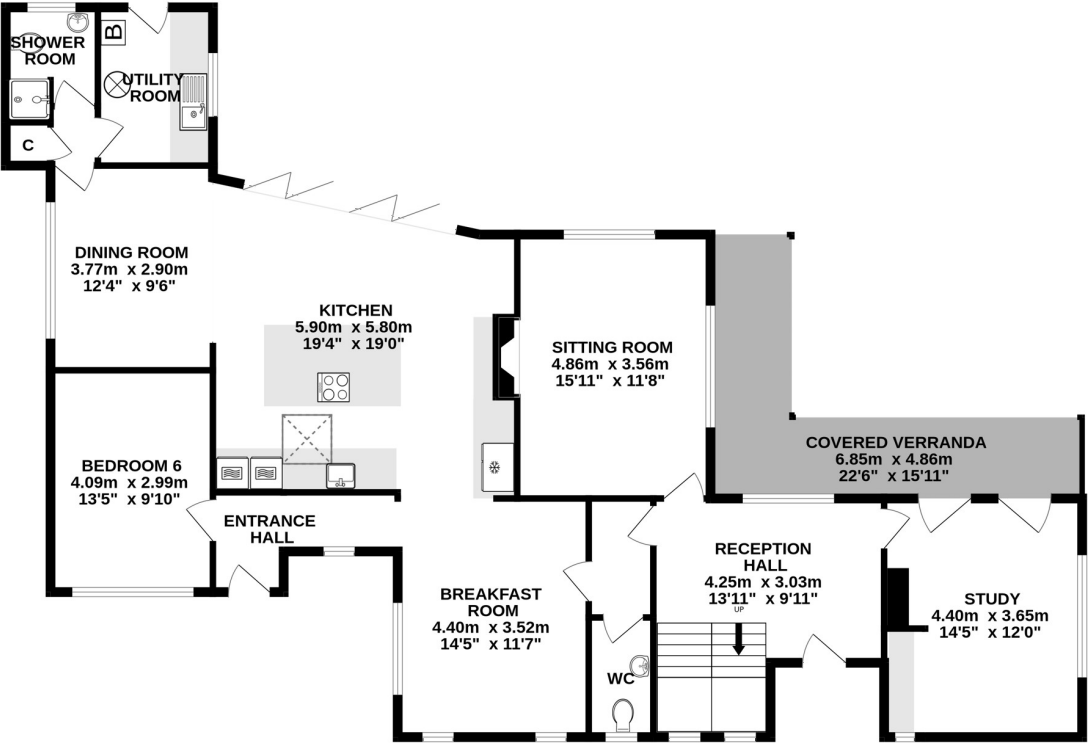 SHOWER
ROOM
B
UTILITY
ROOM
C
DINING ROOM
3.77m x 2.90m
12'4" x 9'6"
KITCHEN
5.90m x 5.80m
19'4" x 19'0"
SITTING ROOM
4.86m x 3.56m
15'11" x 11'8"
COVERED VERRANDA
6.85m x 4.86m
22'6" x 15'11"
BEDROOM 6
4.09m x 2.99m
13'5" x 9'10"
ENTRANCE
HALL
BREAKFAST
ROOM
4.40m x 3.52m
14'5" x 11'7"
RECEPTION
HALL
4.25m x 3.03m
13'11" x 9'11"
UP
STUDY
4.40m x 3.65m
14'5" x 12'0"
WC